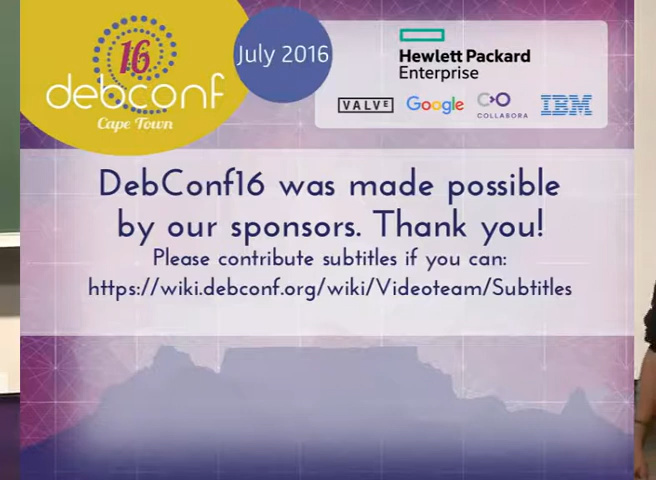 16
debconf
Cape Town
July 2016
Hewlett Packard
Enterprise
VALVE
Google
COLLABORA
IBM
DebConf16 was made possible
by our sponsors. Thank you!
Please contribute subtitles if you can:
https://wiki.debconf.org/wiki/Videoteam/Subtitles